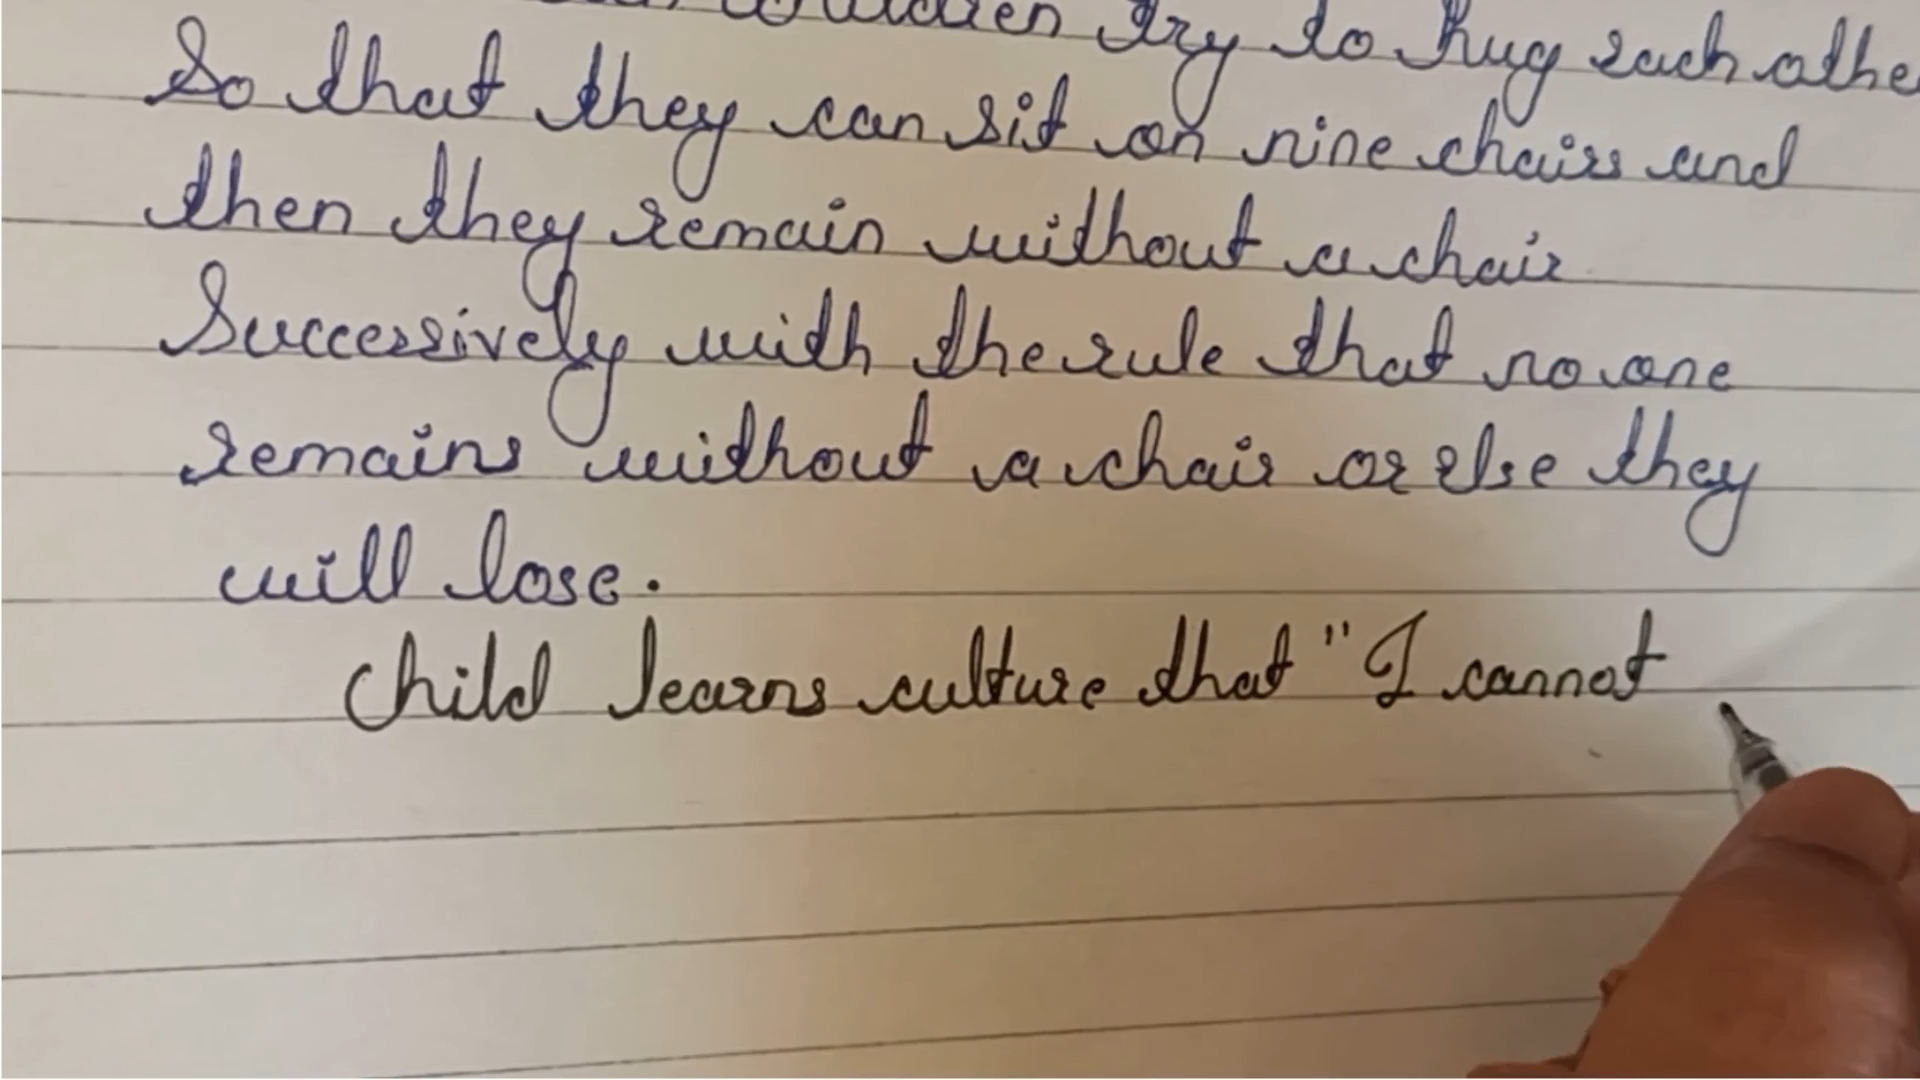 children try to hug each othe
So that they can sit on nine chairs and
then they remain without a chair
Successively with the rule that no one
remains without a chair or else they
will lose.
child learns culture that "I cannot